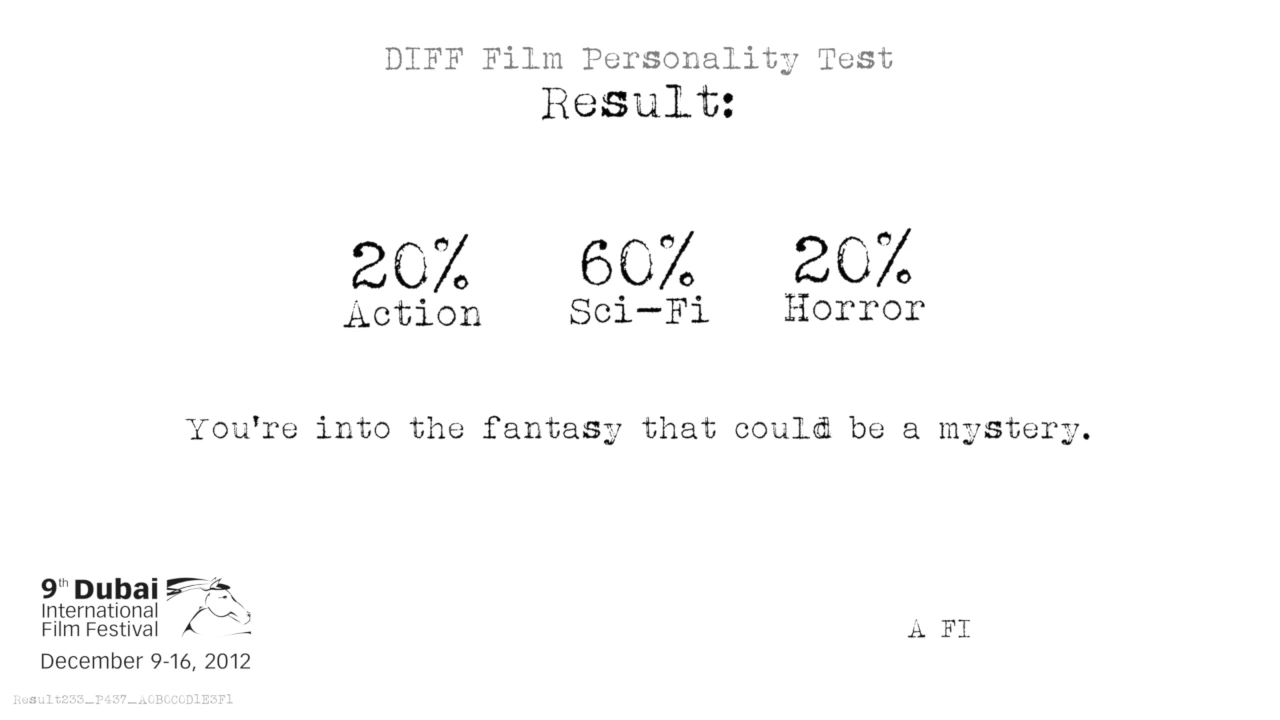 DIFF Film Personality Test
Result:
20% 60% 20%
Action Sci-Fi Horror
You're into the fantasy that could be a mystery.
9th Dubai
International
Film Festival
December 9-16, 2012
A FI
Result233_P437_A0B0C0D1E3F1